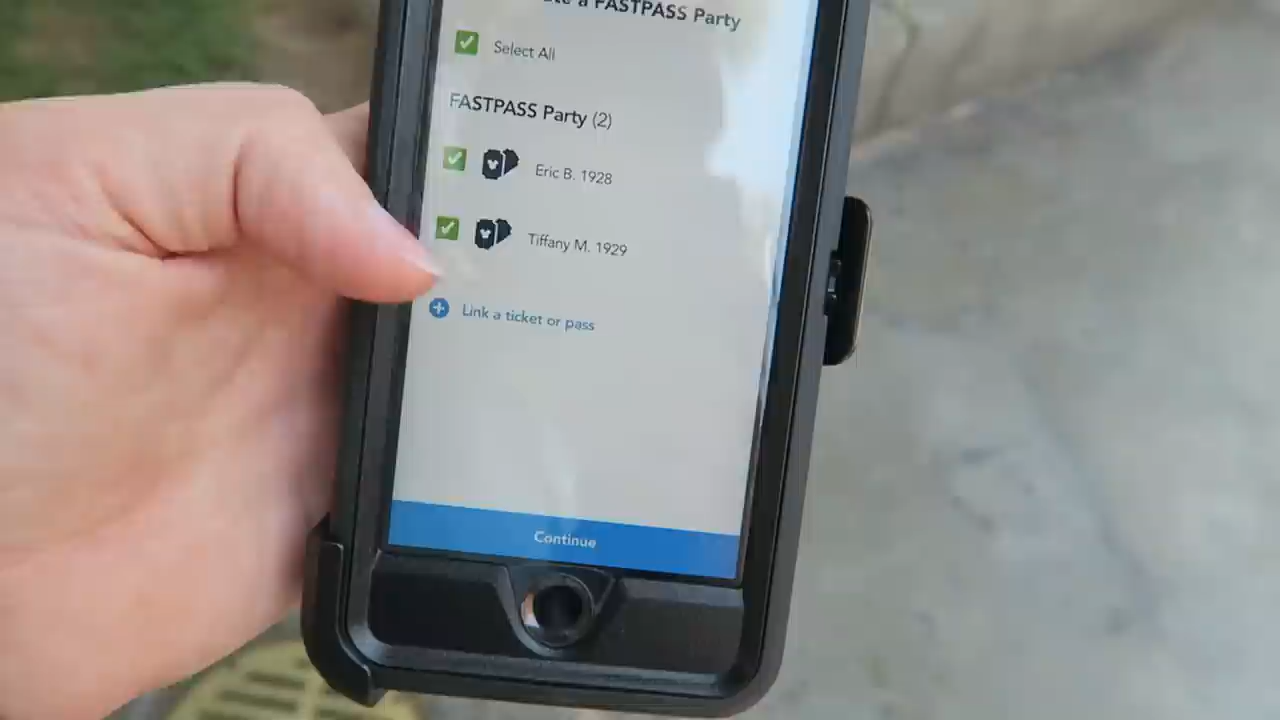 a FASTPASS Party
Select All
FASTPASS Party (2)
Eric B. 1928
Tiffany M. 1929
Link a ticket or pass
Continue